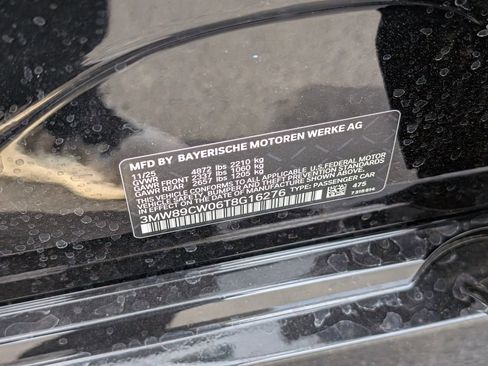 MFD BY BAYERISCHE MOTOREN WERKE AG
11/25
GVWR 4872 lbs 2210 kg
GAWR FRONT 2337 lbs 1060 kg
GAWR REAR lbs 1205 kg
THIS VEHICLE CONFORMS TO ALL APPLICABLE U.S. FEDERAL MOTOR
VEHICLE SAFETY, BUMPER, AND THEFT PREVENTION STANDARDS
IN EFFECT ON THE DATE OF MANUFACTURE SHOWN ABOVE.
3MW89CW06T8G16276 TYPE: PASSENGER CAR
475